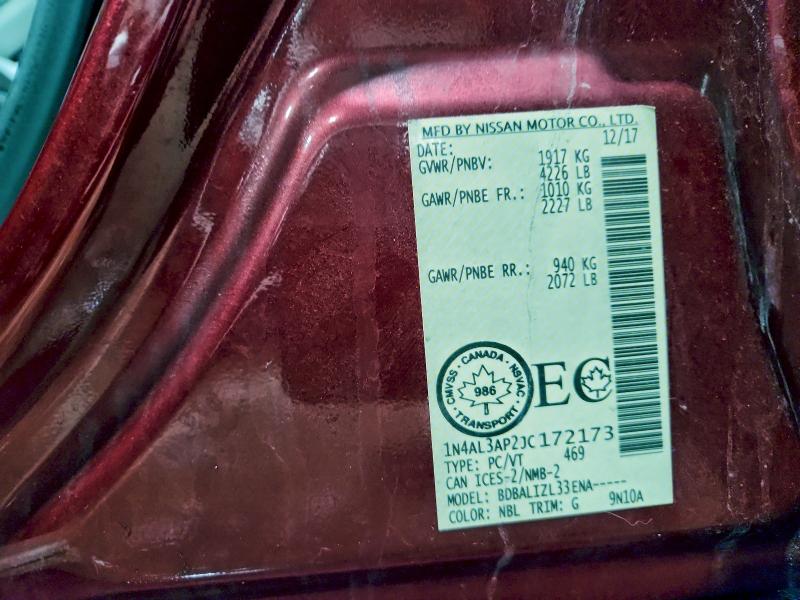 MFD BY NISSAN MOTOR CO., LTD.
DATE: 12/17
GVWR/PNBV: 1917 KG
4226 LB
GAWR/PNBE FR.: 1010 KG
2227 LB
GAWR/PNBE RR.: 940 KG
2072 LB
CMVSS · CANADA · NSVAC
986
· TRANSPORT ·
EC
1N4AL3AP2JC172173
TYPE: PC/VT 469
CAN ICES-2/NMB-2
MODEL: BDBALIZL33ENA-----
COLOR: NBL TRIM: G 9N10A